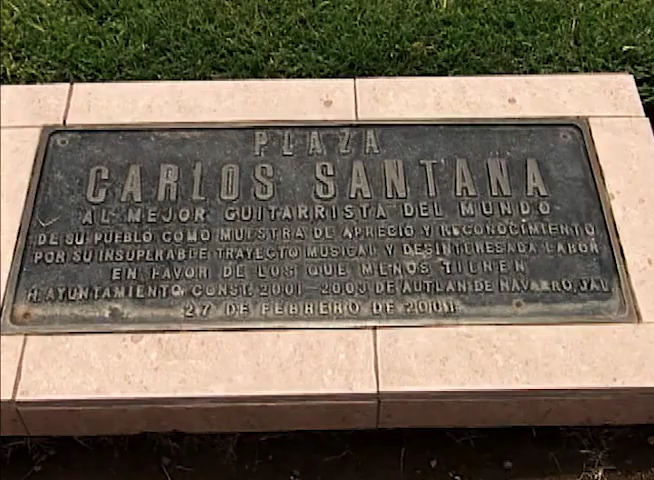 PLAZA
CARLOS SANTANA
AL MEJOR GUITARRISTA DEL MUNDO
DE SU PUEBLO COMO MUESTRA DE APRECIO Y RECONOCIMIENTO
POR SU INSUPERABLE TRAYECTO MUSICAL Y DESINTERESADA LABOR
EN FAVOR DE LOS QUE MENOS TIENEN
H. AYUNTAMIENTO CONST. 2001-2003 DE AUTLAN DE NAVARRO, JAL
27 DE FEBRERO DE 2001